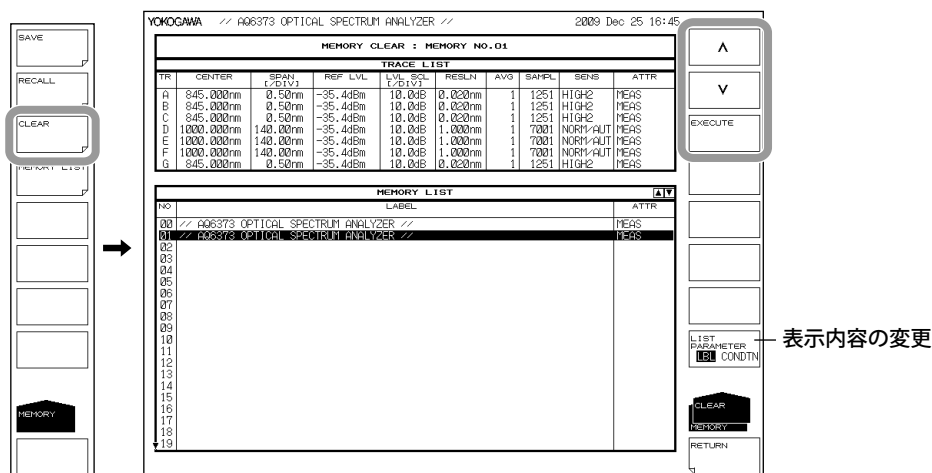 YOKOGAWA // AQ6373 OPTICAL SPECTRUM ANALYZER // 2009 Dec 25 16:45
SAVE
RECALL
CLEAR
MEMORY LIST
MEMORY
MEMORY CLEAR : MEMORY NO.01
TRACE LIST
TR CENTER SPAN [/DIV] REF LVL LVL SCL [/DIV] RESLN AVG SAMPL SENS ATTR
A 845.000nm 0.50nm -35.4dBm 10.0dB 0.020nm 1 1251 HIGH2 MEAS
B 845.000nm 0.50nm -35.4dBm 10.0dB 0.020nm 1 1251 HIGH2 MEAS
C 845.000nm 0.50nm -35.4dBm 10.0dB 0.020nm 1 1251 HIGH2 MEAS
D 1000.000nm 140.00nm -35.4dBm 10.0dB 1.000nm 1 7001 NORM/AUT MEAS
E 1000.000nm 140.00nm -35.4dBm 10.0dB 1.000nm 1 7001 NORM/AUT MEAS
F 1000.000nm 140.00nm -35.4dBm 10.0dB 1.000nm 1 7001 NORM/AUT MEAS
G 845.000nm 0.50nm -35.4dBm 10.0dB 0.020nm 1 1251 HIGH2 MEAS
MEMORY LIST
NO LABEL ATTR
00 // AQ6373 OPTICAL SPECTRUM ANALYZER // MEAS
01 // AQ6373 OPTICAL SPECTRUM ANALYZER // MEAS
02
03
04
05
06
07
08
09
10
11
12
13
14
15
16
17
18
19
EXECUTE
LIST
PARAMETER
LBL CONDTN
表示内容の変更
CLEAR
MEMORY
RETURN